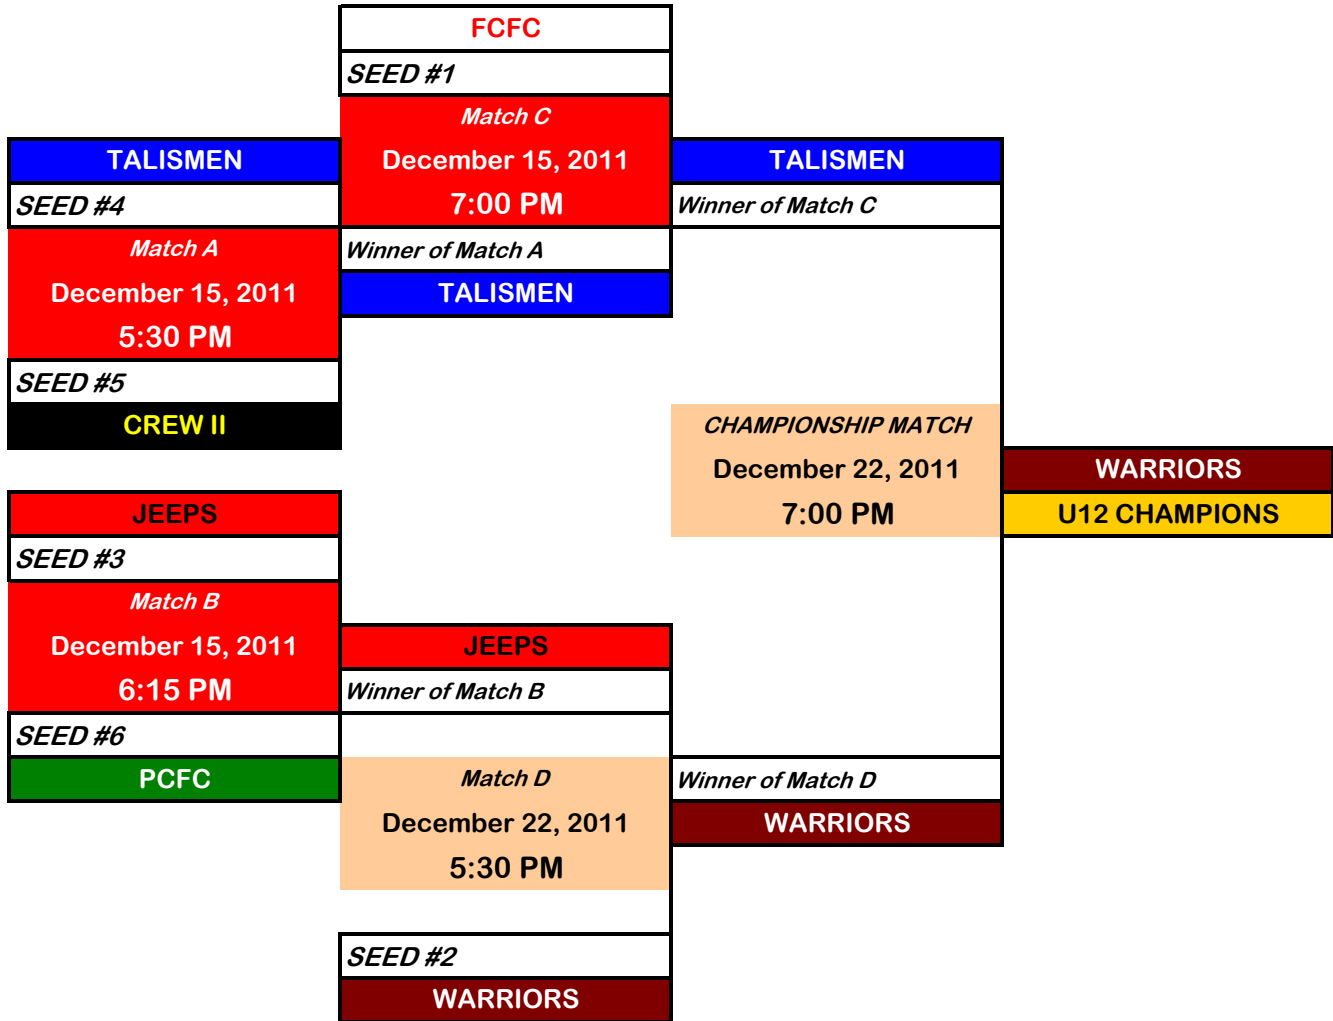 FCFC
SEED #1
Match C
December 15, 2011
7:00 PM
Winner of Match A
TALISMEN
TALISMEN
SEED #4
Match A
December 15, 2011
5:30 PM
SEED #5
CREW II
TALISMEN
Winner of Match C
CHAMPIONSHIP MATCH
December 22, 2011
7:00 PM
WARRIORS
U12 CHAMPIONS
JEEPS
SEED #3
Match B
December 15, 2011
6:15 PM
SEED #6
PCFC
JEEPS
Winner of Match B
Match D
December 22, 2011
5:30 PM
SEED #2
WARRIORS
Winner of Match D
WARRIORS